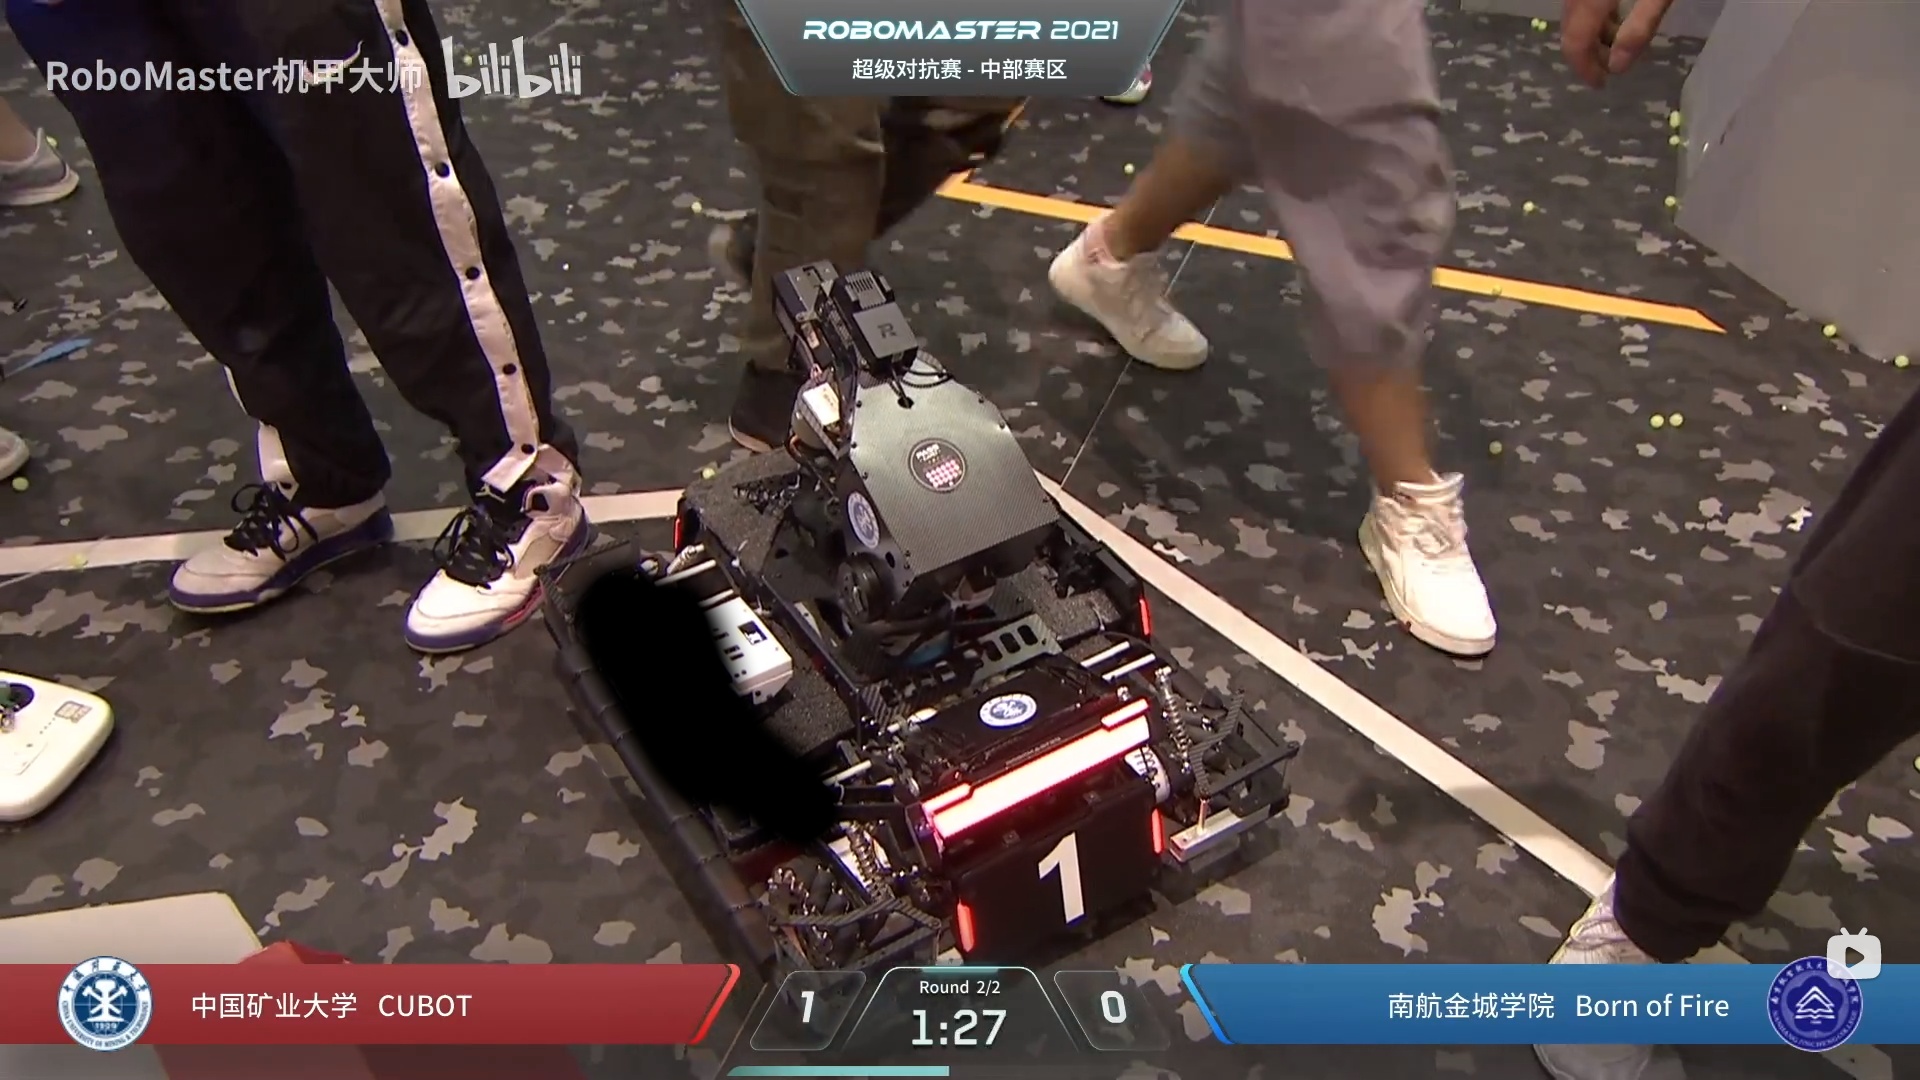 ROBOMASTER 2021
超级对抗赛 - 中部赛区
RoboMaster机甲大师 bilibili
R
1
中国矿业大学 CUBOT
1
Round 2/2
1:27
0
南航金城学院 Born of Fire